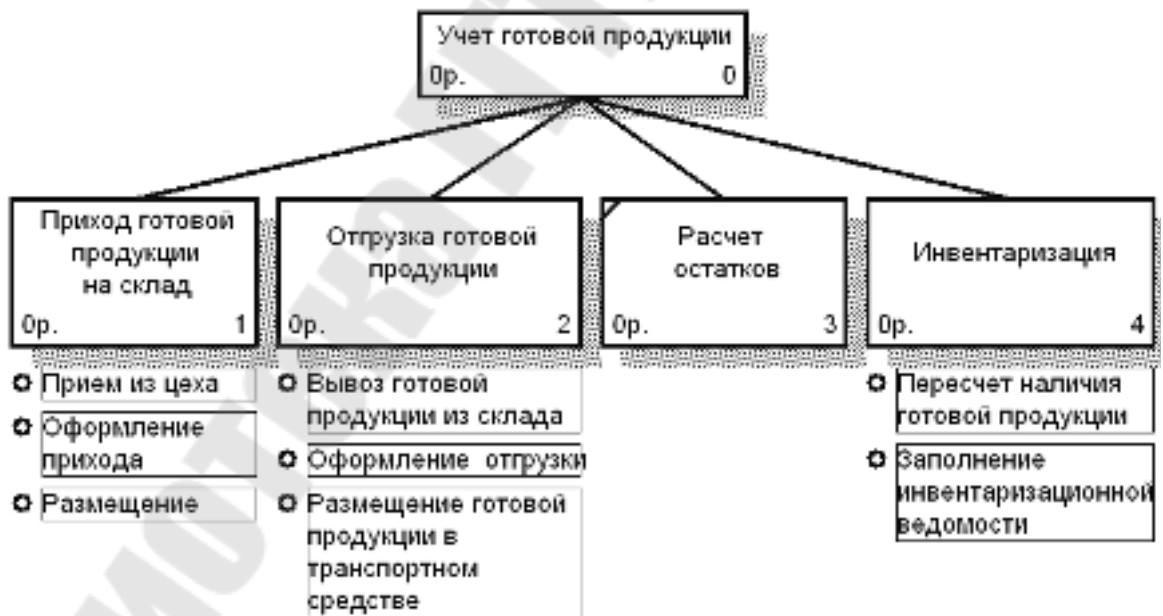 Учет готовой продукции
0р. 0
Приход готовой
продукции
на склад
0р. 1
Отгрузка готовой
продукции
0р. 2
Расчет
остатков
0р. 3
Инвентаризация
0р. 4
Прием из цеха
Оформление
прихода
Размещение
Вывоз готовой
продукции из склада
Оформление отгрузки
Размещение готовой
продукции в
транспортном
средстве
Пересчет наличия
готовой продукции
Заполнение
инвентаризационной
ведомости